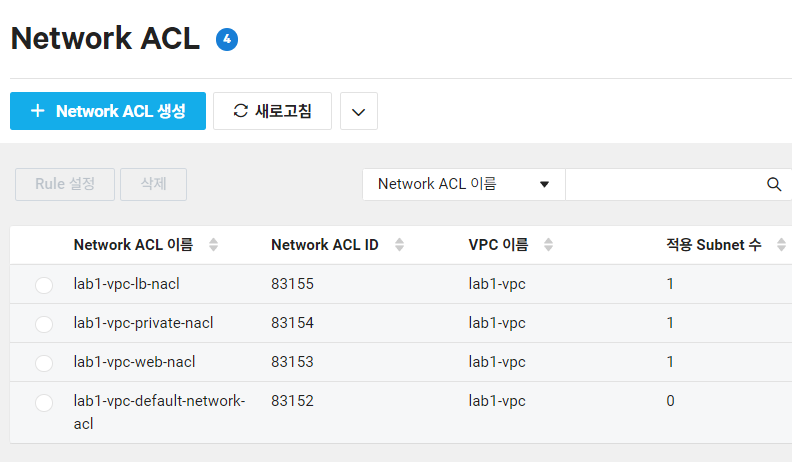 Network ACL 4
+ Network ACL 생성 새로고침
Rule 설정 삭제 Network ACL 이름
Network ACL 이름 Network ACL ID VPC 이름 적용 Subnet 수
lab1-vpc-lb-nacl 83155 lab1-vpc 1
lab1-vpc-private-nacl 83154 lab1-vpc 1
lab1-vpc-web-nacl 83153 lab1-vpc 1
lab1-vpc-default-network- 83152 lab1-vpc 0
acl